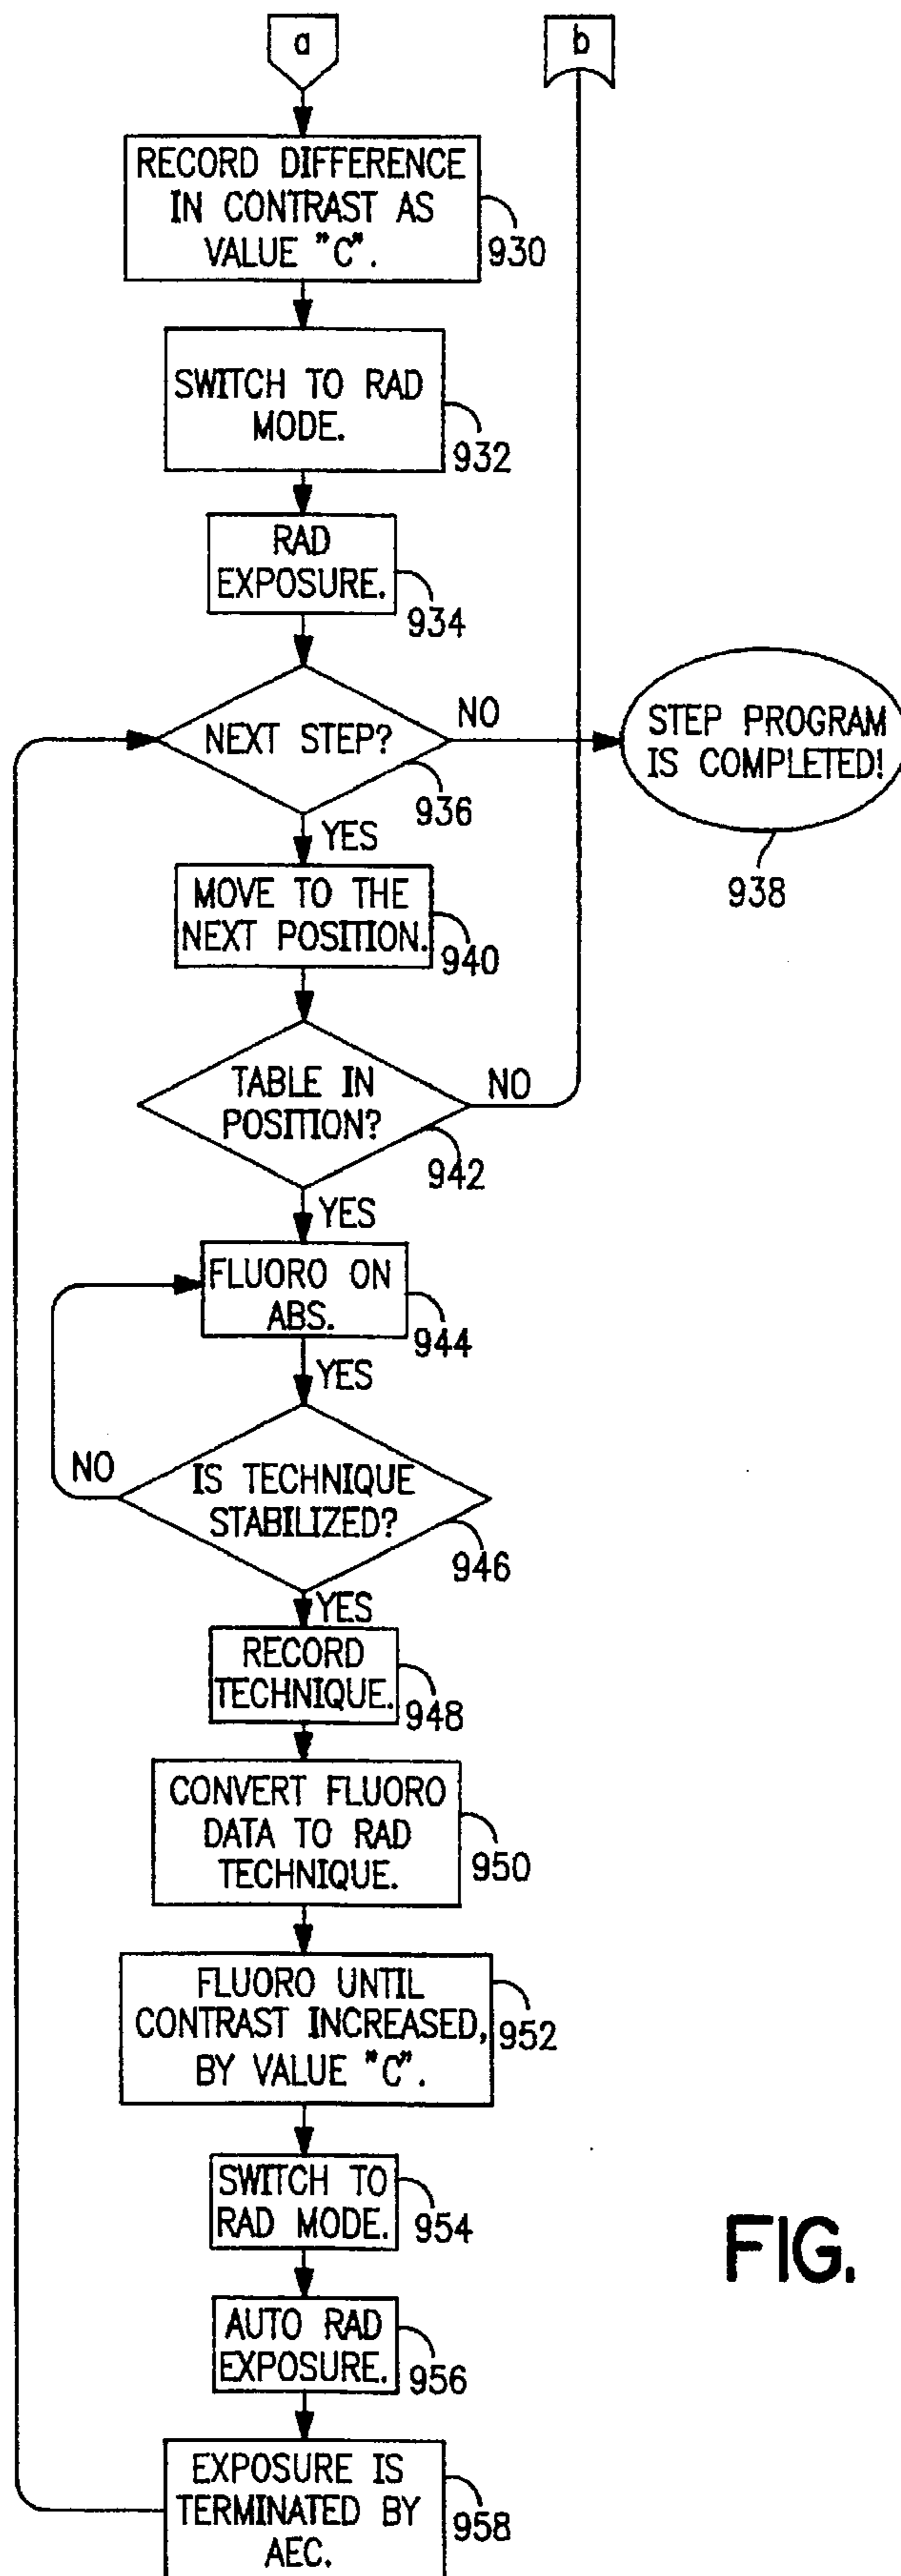 a
b
RECORD DIFFERENCE
IN CONTRAST AS
VALUE "C".
930
SWITCH TO RAD
MODE.
932
RAD
EXPOSURE.
934
NEXT STEP?
936
NO
STEP PROGRAM
IS COMPLETED!
938
YES
MOVE TO THE
NEXT POSITION.
940
TABLE IN
POSITION?
942
NO
YES
FLUORO ON
ABS.
944
YES
IS TECHNIQUE
STABILIZED?
946
NO
YES
RECORD
TECHNIQUE.
948
CONVERT FLUORO
DATA TO RAD
TECHNIQUE.
950
FLUORO UNTIL
CONTRAST INCREASED,
BY VALUE "C".
952
SWITCH TO
RAD MODE.
954
AUTO RAD
EXPOSURE.
956
EXPOSURE IS
TERMINATED BY
AEC.
958
FIG.